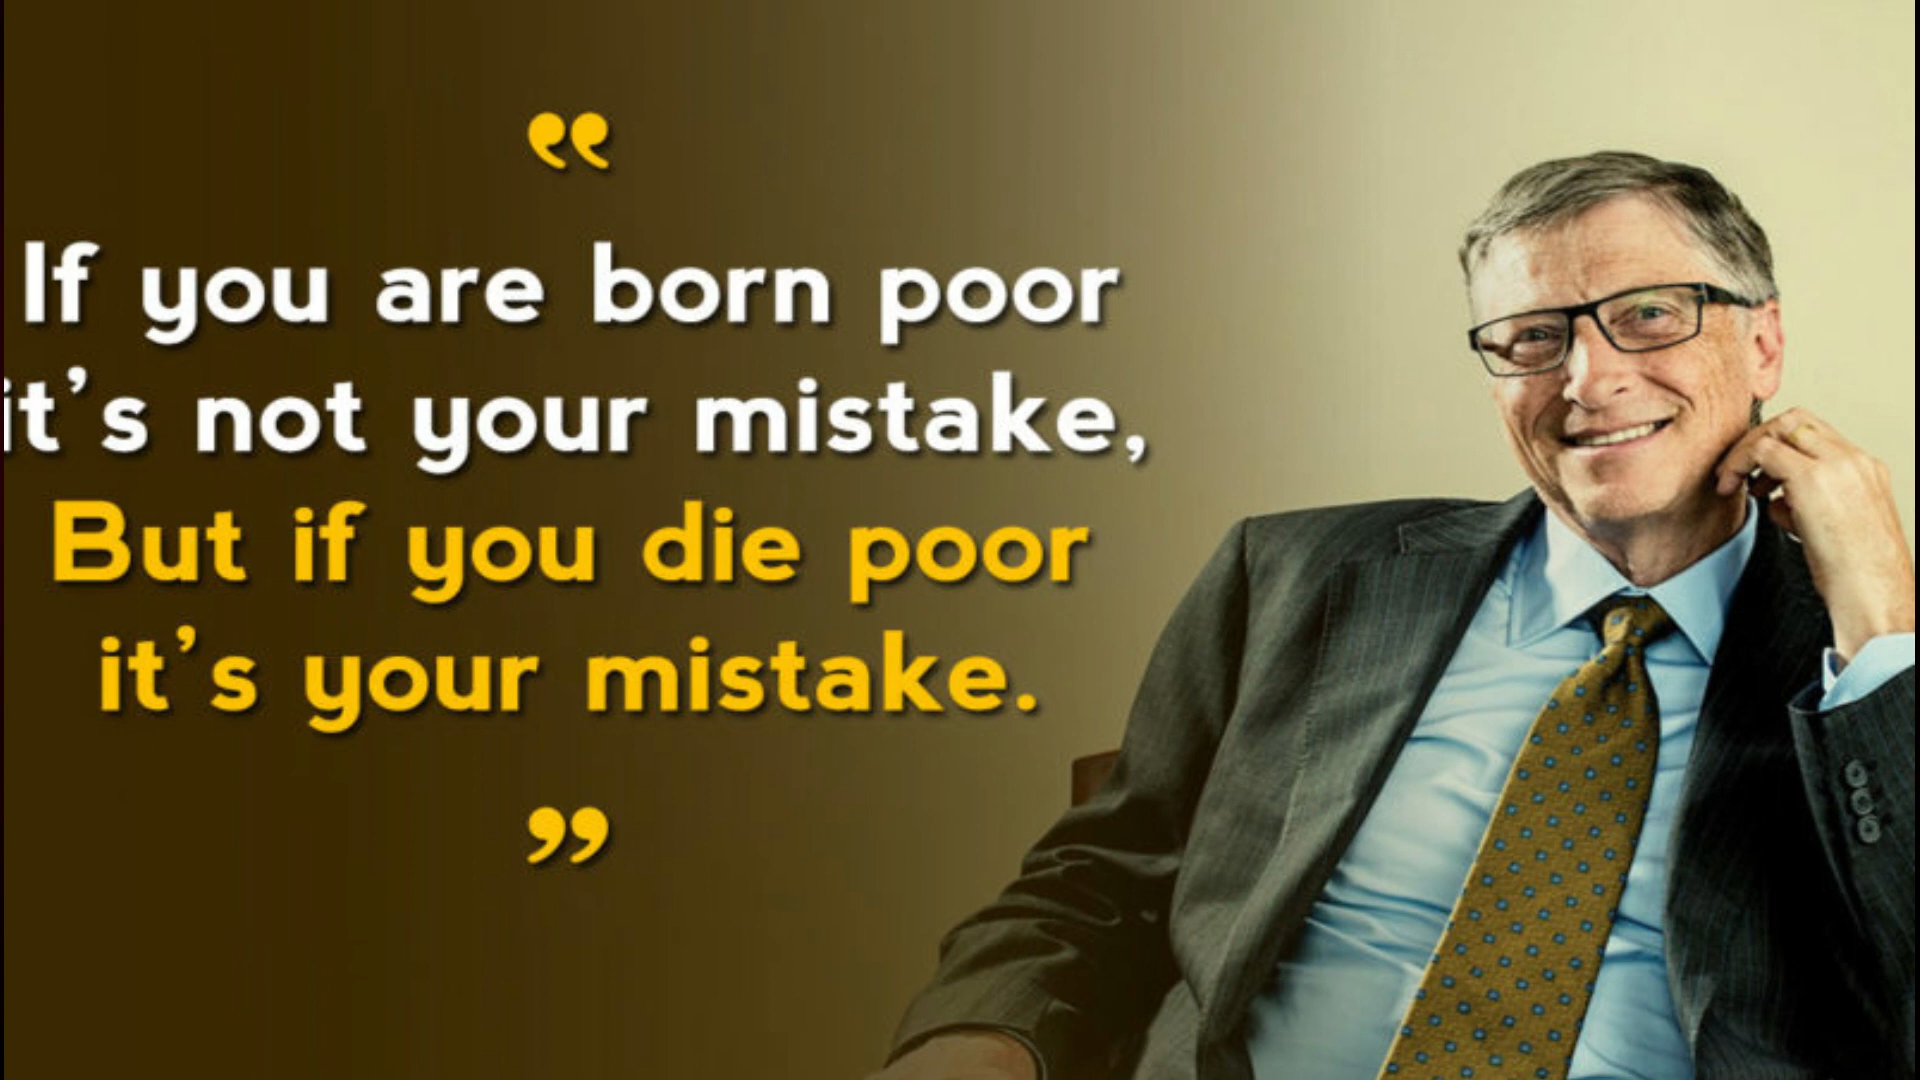 “
If you are born poor
it’s not your mistake,
But if you die poor
it’s your mistake.
”